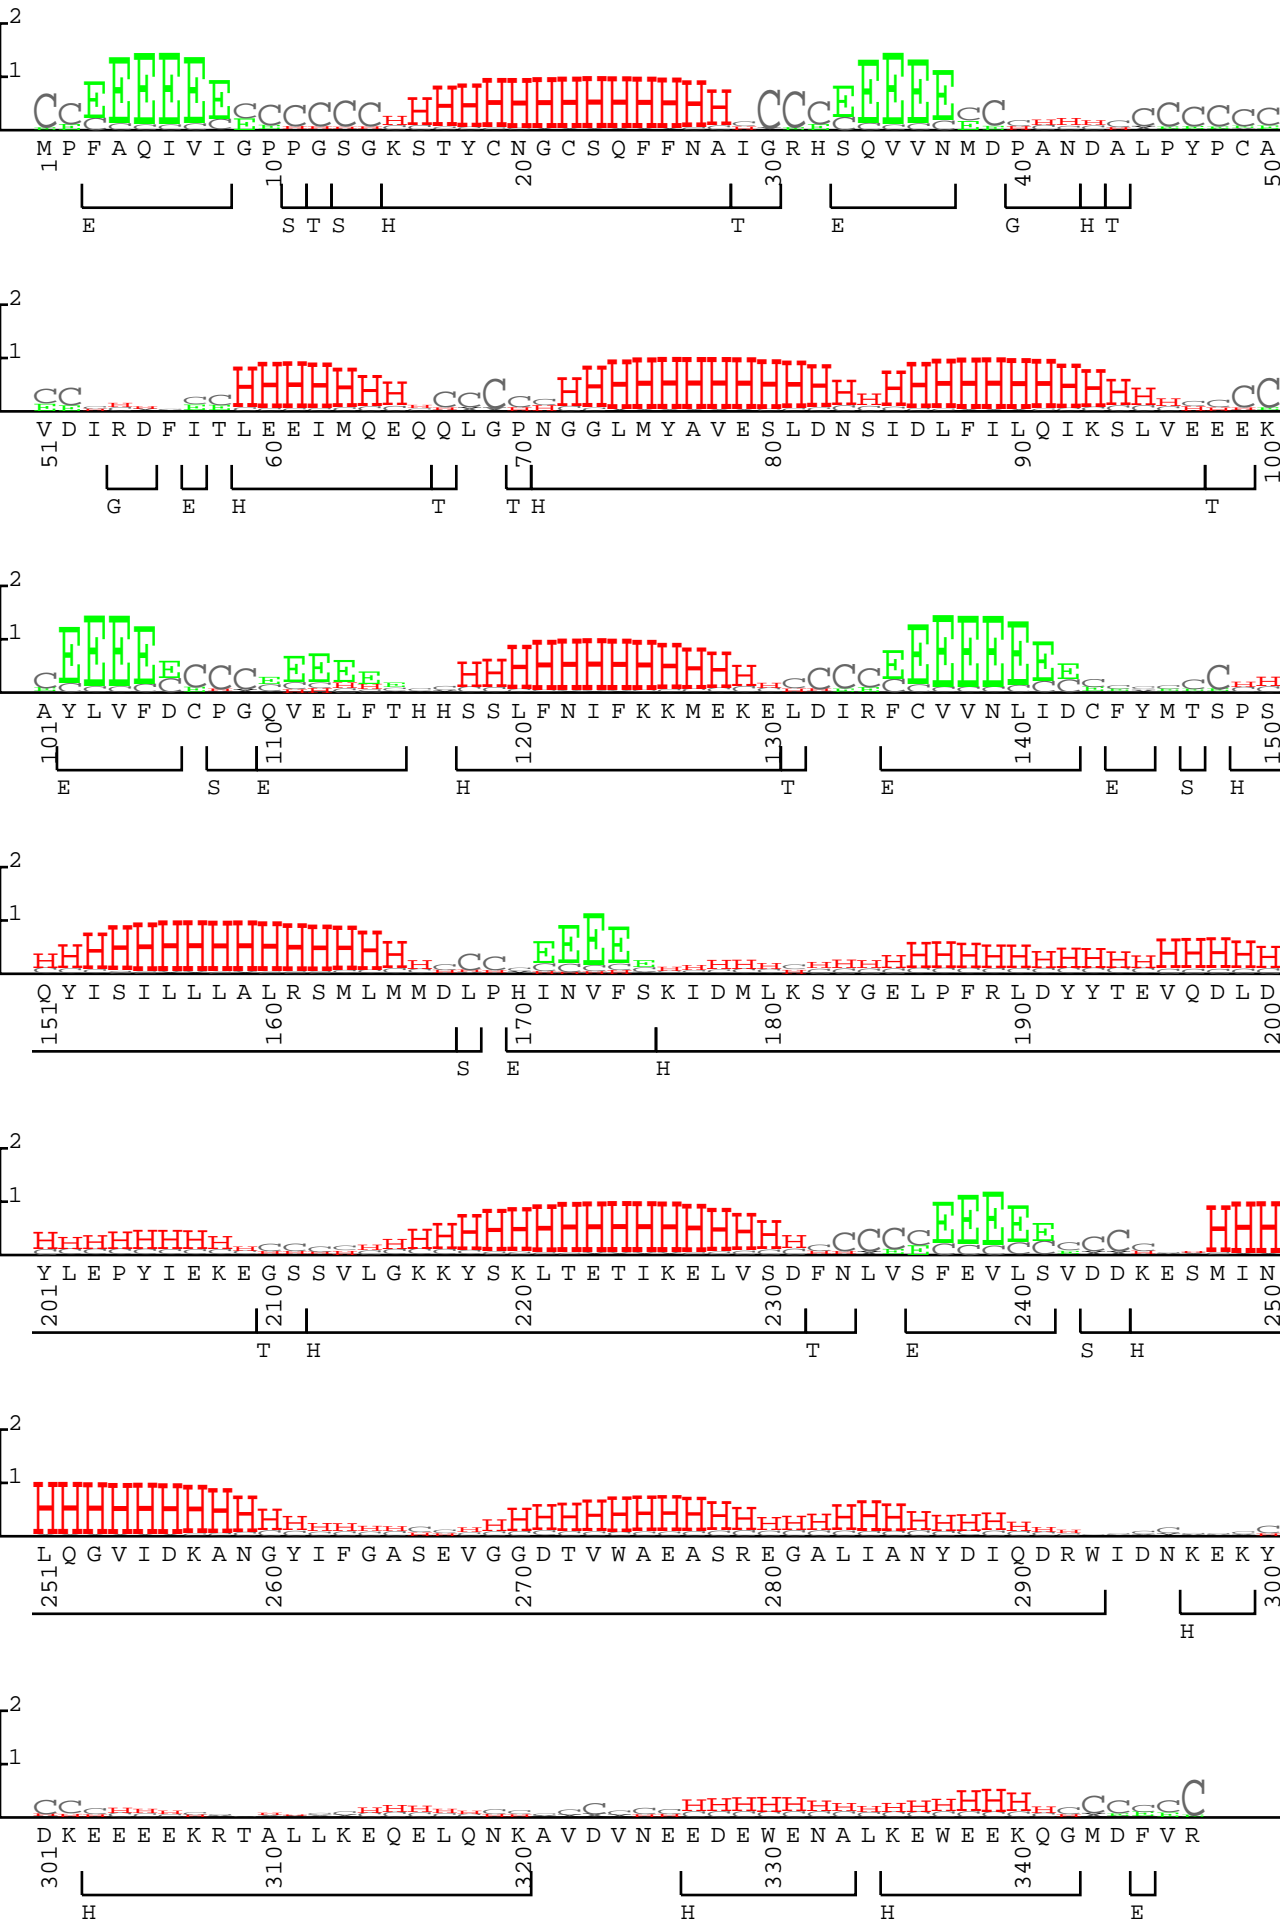 2
1
M P F A Q I V I G P P G S G K S T Y C N G C S Q F F N A I G R H S Q V V N M D P A N D A L P Y P C A
1 10 20 30 40 50
E S T S H T E G H T
2
1
V D I R D F I T L E E I M Q E Q Q L G P N G G L M Y A V E S L D N S I D L F I L Q I K S L V E E E K
51 60 70 80 90 100
G E H T T H T
2
1
A Y L V F D C P G Q V E L F T H H S S L F N I F K K M E K E L D I R F C V V N L I D C F Y M T S P S
101 110 120 130 140 150
E S E H T E E S H
2
1
Q Y I S I L L L A L R S M L M M D L P H I N V F S K I D M L K S Y G E L P F R L D Y Y T E V Q D L D
151 160 170 180 190 200
S E H
2
1
Y L E P Y I E K E G S S V L G K K Y S K L T E T I K E L V S D F N L V S F E V L S V D D K E S M I N
201 210 220 230 240 250
T H T E S H
2
1
L Q G V I D K A N G Y I F G A S E V G G D T V W A E A S R E G A L I A N Y D I Q D R W I D N K E K Y
251 260 270 280 290 300
H
2
1
D K E E E E K R T A L L K E Q E L Q N K A V D V N E E D E W E N A L K E W E E K Q G M D F V R
301 310 320 330 340
H H H E